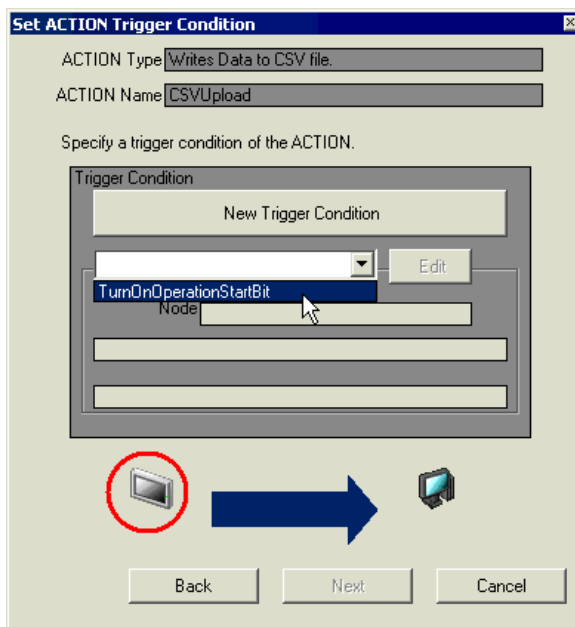 Set ACTION Trigger Condition
ACTION Type Writes Data to CSV file.
ACTION Name CSVUpload
Specify a trigger condition of the ACTION.
Trigger Condition
New Trigger Condition
Edit
TurnOnOperationStartBit
Node
Back Next Cancel